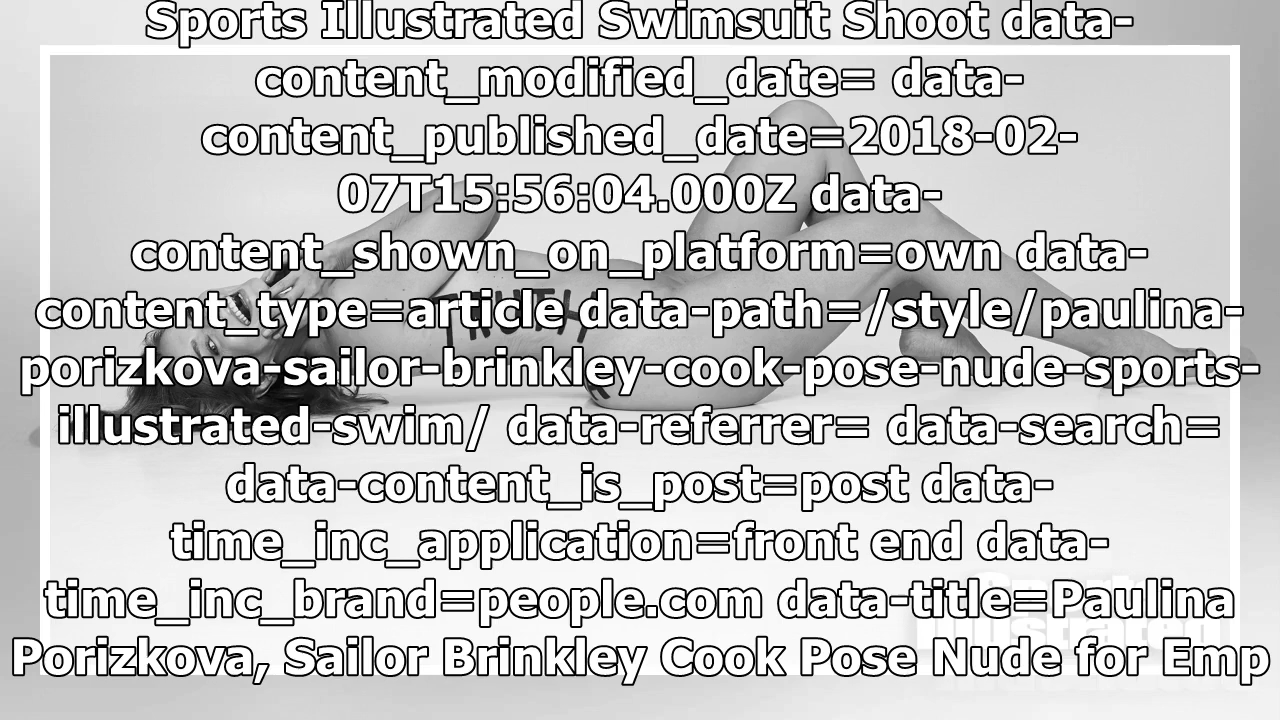 Sports Illustrated Swimsuit Shoot data-
content_modified_date= data-
content_published_date=2018-02-
07T15:56:04.000Z data-
content_shown_on_platform=own data-
content_type=article data-path=/style/paulina-
porizkova-sailor-brinkley-cook-pose-nude-sports-
illustrated-swim/ data-referrer= data-search=
data-content_is_post=post data-
time_inc_application=front end data-
time_inc_brand=people.com data-title=Paulina
Porizkova, Sailor Brinkley Cook Pose Nude for Emp
TRUTH
Sports
Illustrated